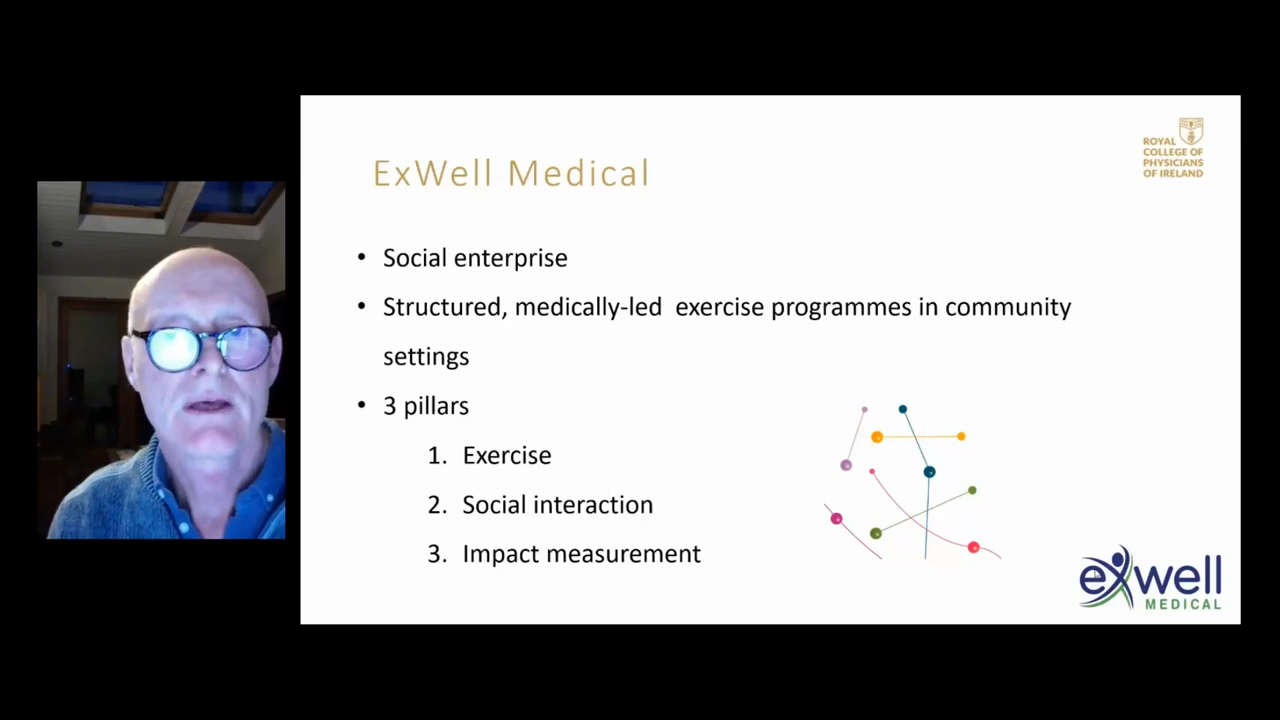 ExWell Medical
ROYAL
COLLEGE OF
PHYSICIANS
OF IRELAND
• Social enterprise
• Structured, medically-led exercise programmes in community
settings
• 3 pillars
1. Exercise
2. Social interaction
3. Impact measurement
exwell
MEDICAL